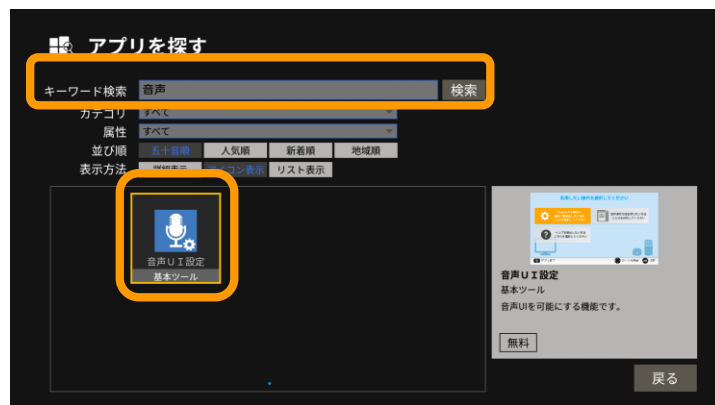 アプリを探す
キーワード検索 音声 検索
カテゴリ すべて
属性 すべて
並び順 五十音順 人気順 新着順 地域順
表示方法 詳細表示 アイコン表示 リスト表示
音声UI設定
基本ツール
音声UI設定
基本ツール
音声UIを可能にする機能です。
無料
戻る